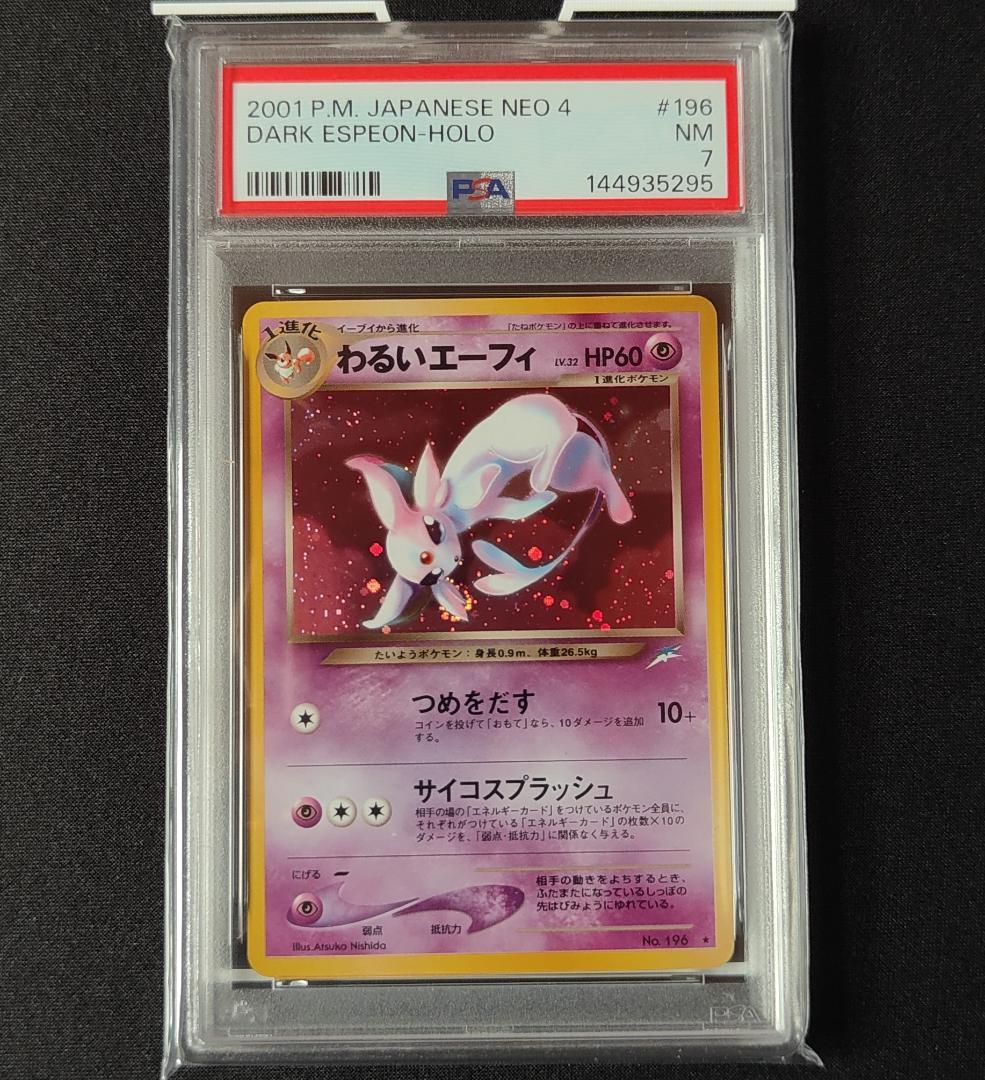 2001 P.M. JAPANESE NEO 4 #196
DARK ESPEON-HOLO NM
7
PSA 144935295
1進化
イーブイから進化
「たねポケモン」の上に重ねて進化させます。
わるいエーフィ LV.32 HP60
1進化ポケモン
たいようポケモン：身長0.9m、体重26.5kg
つめをだす 10+
コインを投げて「おもて」なら、10ダメージを追加
する。
サイコスプラッシュ
相手の場の「エネルギーカード」をつけているポケモン全員に、
それぞれがつけている「エネルギーカード」の枚数×10の
ダメージを、「弱点・抵抗力」に関係なく与える。
にげる
弱点 抵抗力
相手の動きをよちするとき、
ふたまたになっているしっぽの
先はびみょうにゆれている。
Illus. Atsuko Nishida
No. 196 ★
PSA